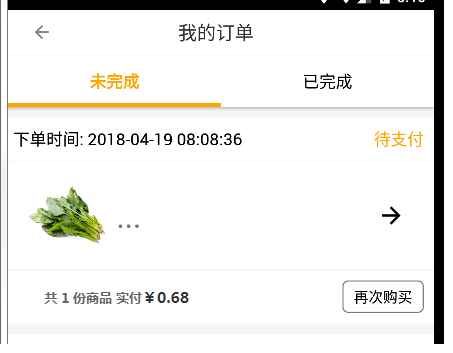 我的订单
未完成 已完成
下单时间: 2018-04-19 08:08:36 待支付
...
共 1 份商品 实付 ¥ 0.68 再次购买